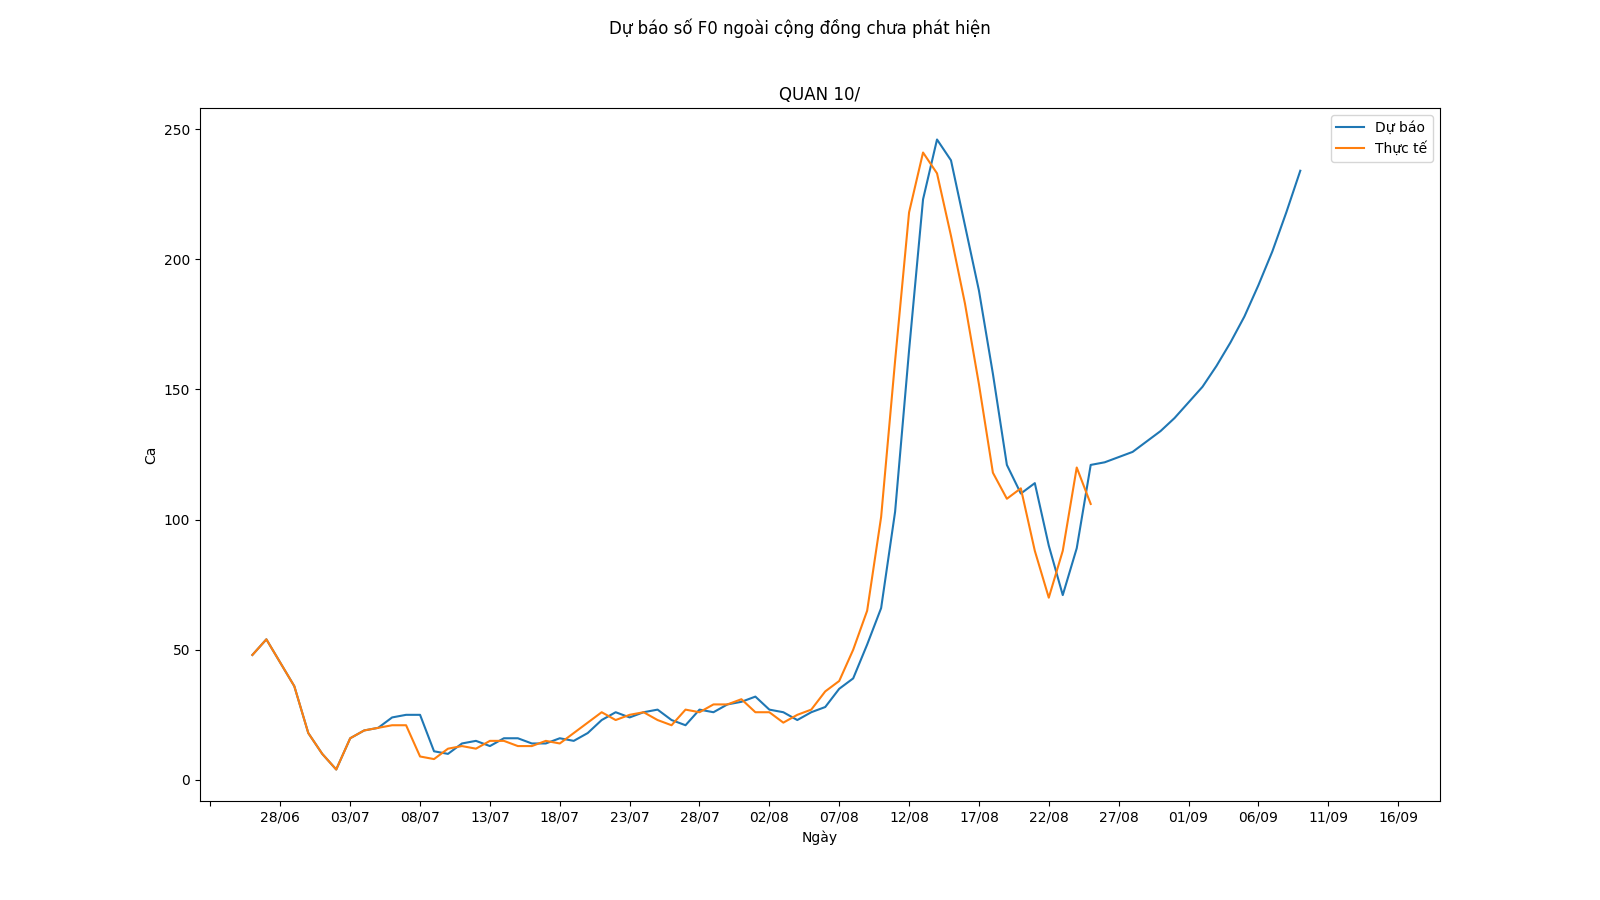 Dự báo số F0 ngoài cộng đồng chưa phát hiện
QUAN 10/
Dự báo
Thực tế
250
200
150
100
50
0
Ca
28/06 03/07 08/07 13/07 18/07 23/07 28/07 02/08 07/08 12/08 17/08 22/08 27/08 01/09 06/09 11/09 16/09
Ngày